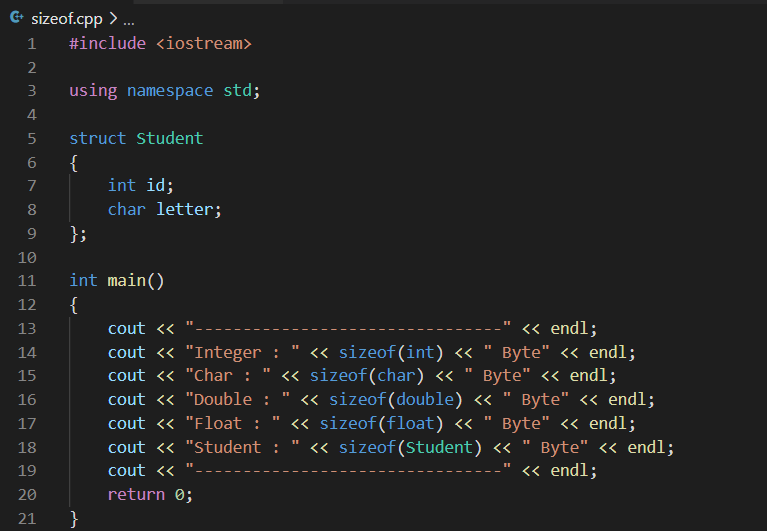 sizeof.cpp > ...
1 #include <iostream>
2
3 using namespace std;
4
5 struct Student
6 {
7     int id;
8     char letter;
9 };
10
11 int main()
12 {
13     cout << "--------------------------------" << endl;
14     cout << "Integer : " << sizeof(int) << " Byte" << endl;
15     cout << "Char : " << sizeof(char) << " Byte" << endl;
16     cout << "Double : " << sizeof(double) << " Byte" << endl;
17     cout << "Float : " << sizeof(float) << " Byte" << endl;
18     cout << "Student : " << sizeof(Student) << " Byte" << endl;
19     cout << "--------------------------------" << endl;
20     return 0;
21 }